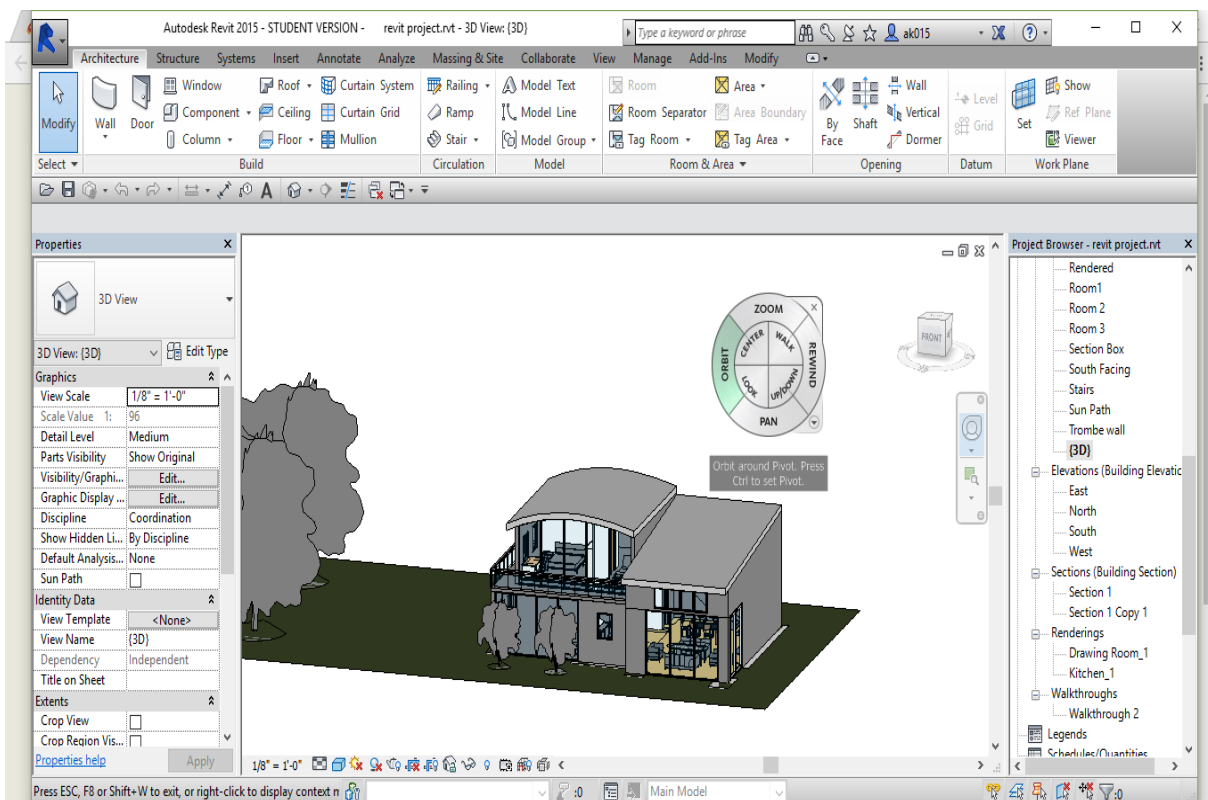 Autodesk Revit 2015 - STUDENT VERSION - revit project.rvt - 3D View: {3D}
Type a keyword or phrase
ak015
Architecture Structure Systems Insert Annotate Analyze Massing & Site Collaborate View Manage Add-Ins Modify
Modify
Wall
Door
Window
Component
Column
Roof
Ceiling
Floor
Curtain System
Curtain Grid
Mullion
Railing
Ramp
Stair
Model Text
Model Line
Model Group
Room
Room Separator
Tag Room
Area
Area Boundary
Tag Area
By Face
Shaft
Wall
Vertical
Dormer
Level
Grid
Set
Show
Ref Plane
Viewer
Select Build Circulation Model Room & Area Opening Datum Work Plane
Properties
3D View
3D View: {3D} Edit Type
Graphics
View Scale 1/8" = 1'-0"
Scale Value 1: 96
Detail Level Medium
Parts Visibility Show Original
Visibility/Graphi... Edit...
Graphic Display ... Edit...
Discipline Coordination
Show Hidden Li... By Discipline
Default Analysis... None
Sun Path
Identity Data
View Template <None>
View Name {3D}
Dependency Independent
Title on Sheet
Extents
Crop View
Crop Region Vis...
Properties help Apply
ZOOM
CENTER
WALK
REWIND
ORBIT
LOOK
UP/DOWN
PAN
Orbit around Pivot. Press
Ctrl to set Pivot.
FRONT
Project Browser - revit project.rvt
Rendered
Room1
Room 2
Room 3
Section Box
South Facing
Stairs
Sun Path
Trombe wall
{3D}
Elevations (Building Elevatic
East
North
South
West
Sections (Building Section)
Section 1
Section 1 Copy 1
Renderings
Drawing Room_1
Kitchen_1
Walkthroughs
Walkthrough 2
Legends
Schedules/Quantities
1/8" = 1'-0"
Press ESC, F8 or Shift+W to exit, or right-click to display context n
:0
Main Model
:0